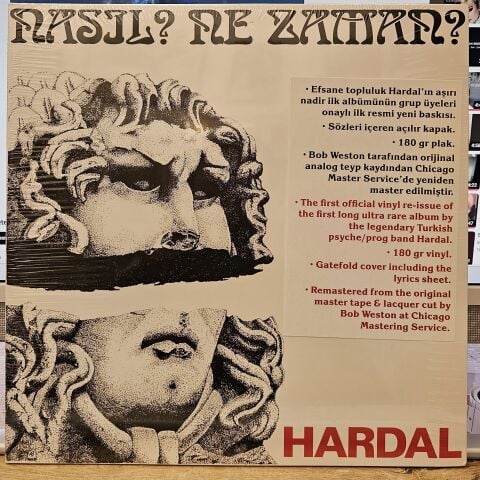 NASIL? NE ZAMAN?
• Efsane topluluk Hardal'ın aşırı
nadir ilk albümünün grup üyeleri
onaylı ilk resmi yeni baskısı.
• Sözleri içeren açılır kapak.
• 180 gr plak.
• Bob Weston tarafından orijinal
analog teyp kaydından Chicago
Master Service'de yeniden
master edilmiştir.
• The first official vinyl re-issue of
the first long ultra rare album by
the legendary Turkish
psyche/prog band Hardal.
• 180 gr vinyl.
• Gatefold cover including the
lyrics sheet.
• Remastered from the original
master tape & lacquer cut by
Bob Weston at Chicago
Mastering Service.
HARDAL